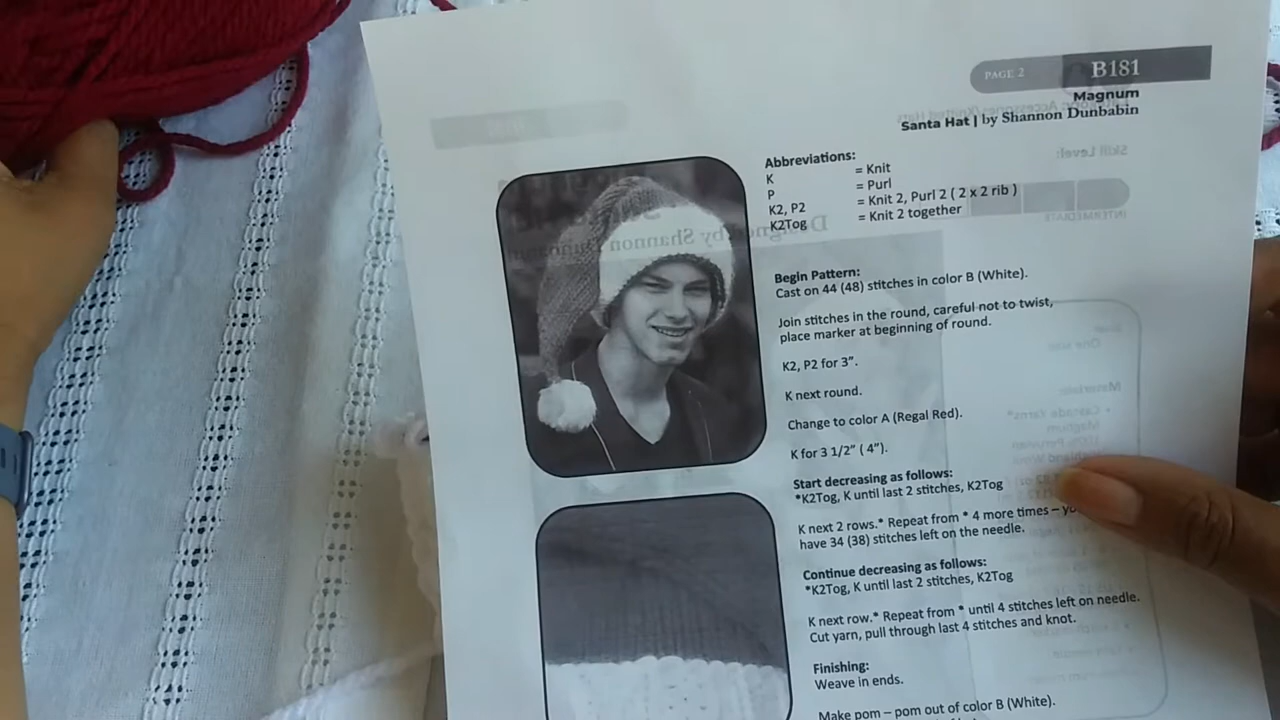 PAGE 2 B181
Magnum
Santa Hat | by Shannon Dunbabin
Abbreviations:
K = Knit
P = Purl
K2, P2 = Knit 2, Purl 2 ( 2 x 2 rib )
K2Tog = Knit 2 together
Begin Pattern:
Cast on 44 (48) stitches in color B (White).
Join stitches in the round, careful not to twist,
place marker at beginning of round.
K2, P2 for 3”.
K next round.
Change to color A (Regal Red).
K for 3 1/2” ( 4”).
Start decreasing as follows:
*K2Tog, K until last 2 stitches, K2Tog
K next 2 rows.* Repeat from * 4 more times –
have 34 (38) stitches left on the needle.
Continue decreasing as follows:
*K2Tog, K until last 2 stitches, K2Tog
K next row.* Repeat from * until 4 stitches left on needle.
Cut yarn, pull through last 4 stitches and knot.
Finishing:
Weave in ends.
Make pom – pom out of color B (White).